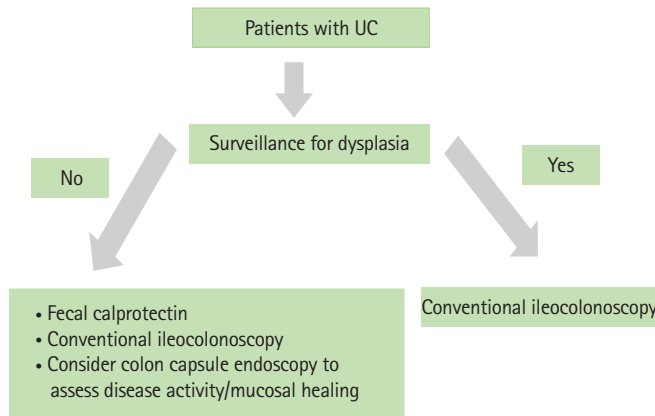 Patients with UC
Surveillance for dysplasia
No
Yes
• Fecal calprotectin
• Conventional ileocolonoscopy
• Consider colon capsule endoscopy to
assess disease activity/mucosal healing
Conventional ileocolonoscopy